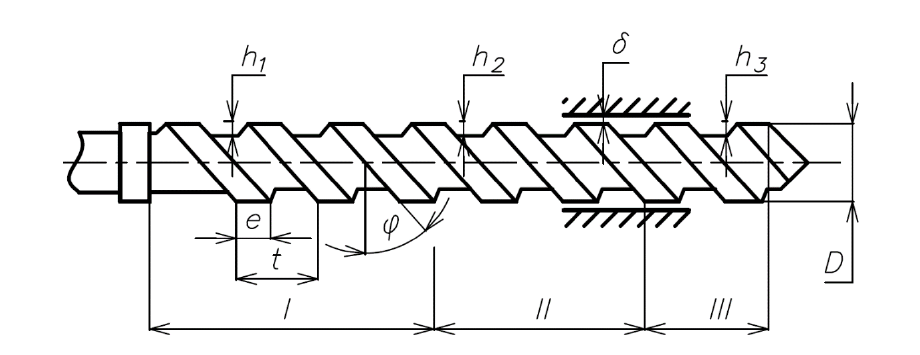 h₁
h₂
δ
h₃
e
φ
t
D
I
II
III